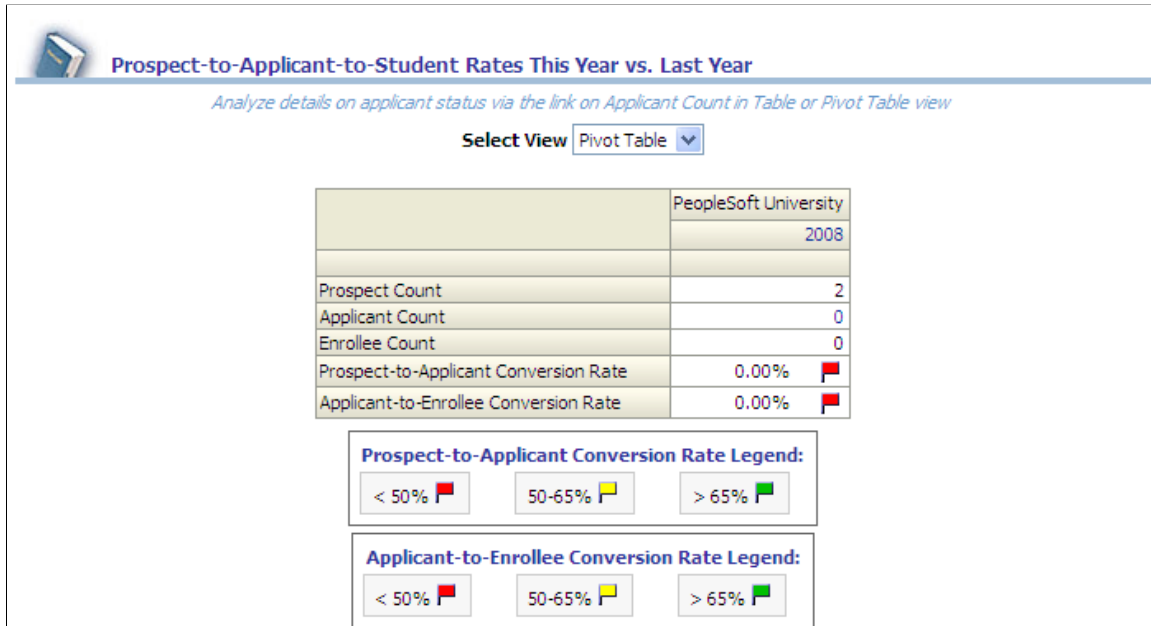 Prospect-to-Applicant-to-Student Rates This Year vs. Last Year
Analyze details on applicant status via the link on Applicant Count in Table or Pivot Table view
Select View Pivot Table
PeopleSoft University
2008
Prospect Count 2
Applicant Count 0
Enrollee Count 0
Prospect-to-Applicant Conversion Rate 0.00%
Applicant-to-Enrollee Conversion Rate 0.00%
Prospect-to-Applicant Conversion Rate Legend:
< 50% 50-65% > 65%
Applicant-to-Enrollee Conversion Rate Legend:
< 50% 50-65% > 65%